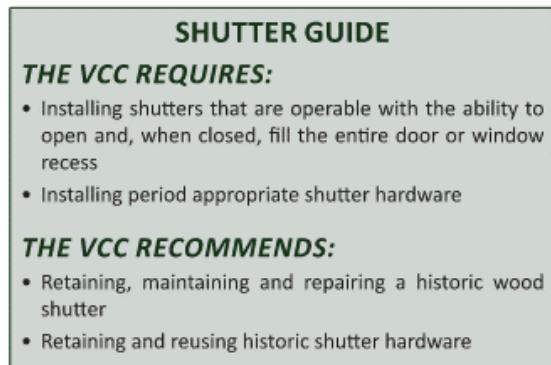 SHUTTER GUIDE
THE VCC REQUIRES:
• Installing shutters that are operable with the ability to
open and, when closed, fill the entire door or window
recess
• Installing period appropriate shutter hardware
THE VCC RECOMMENDS:
• Retaining, maintaining and repairing a historic wood
shutter
• Retaining and reusing historic shutter hardware